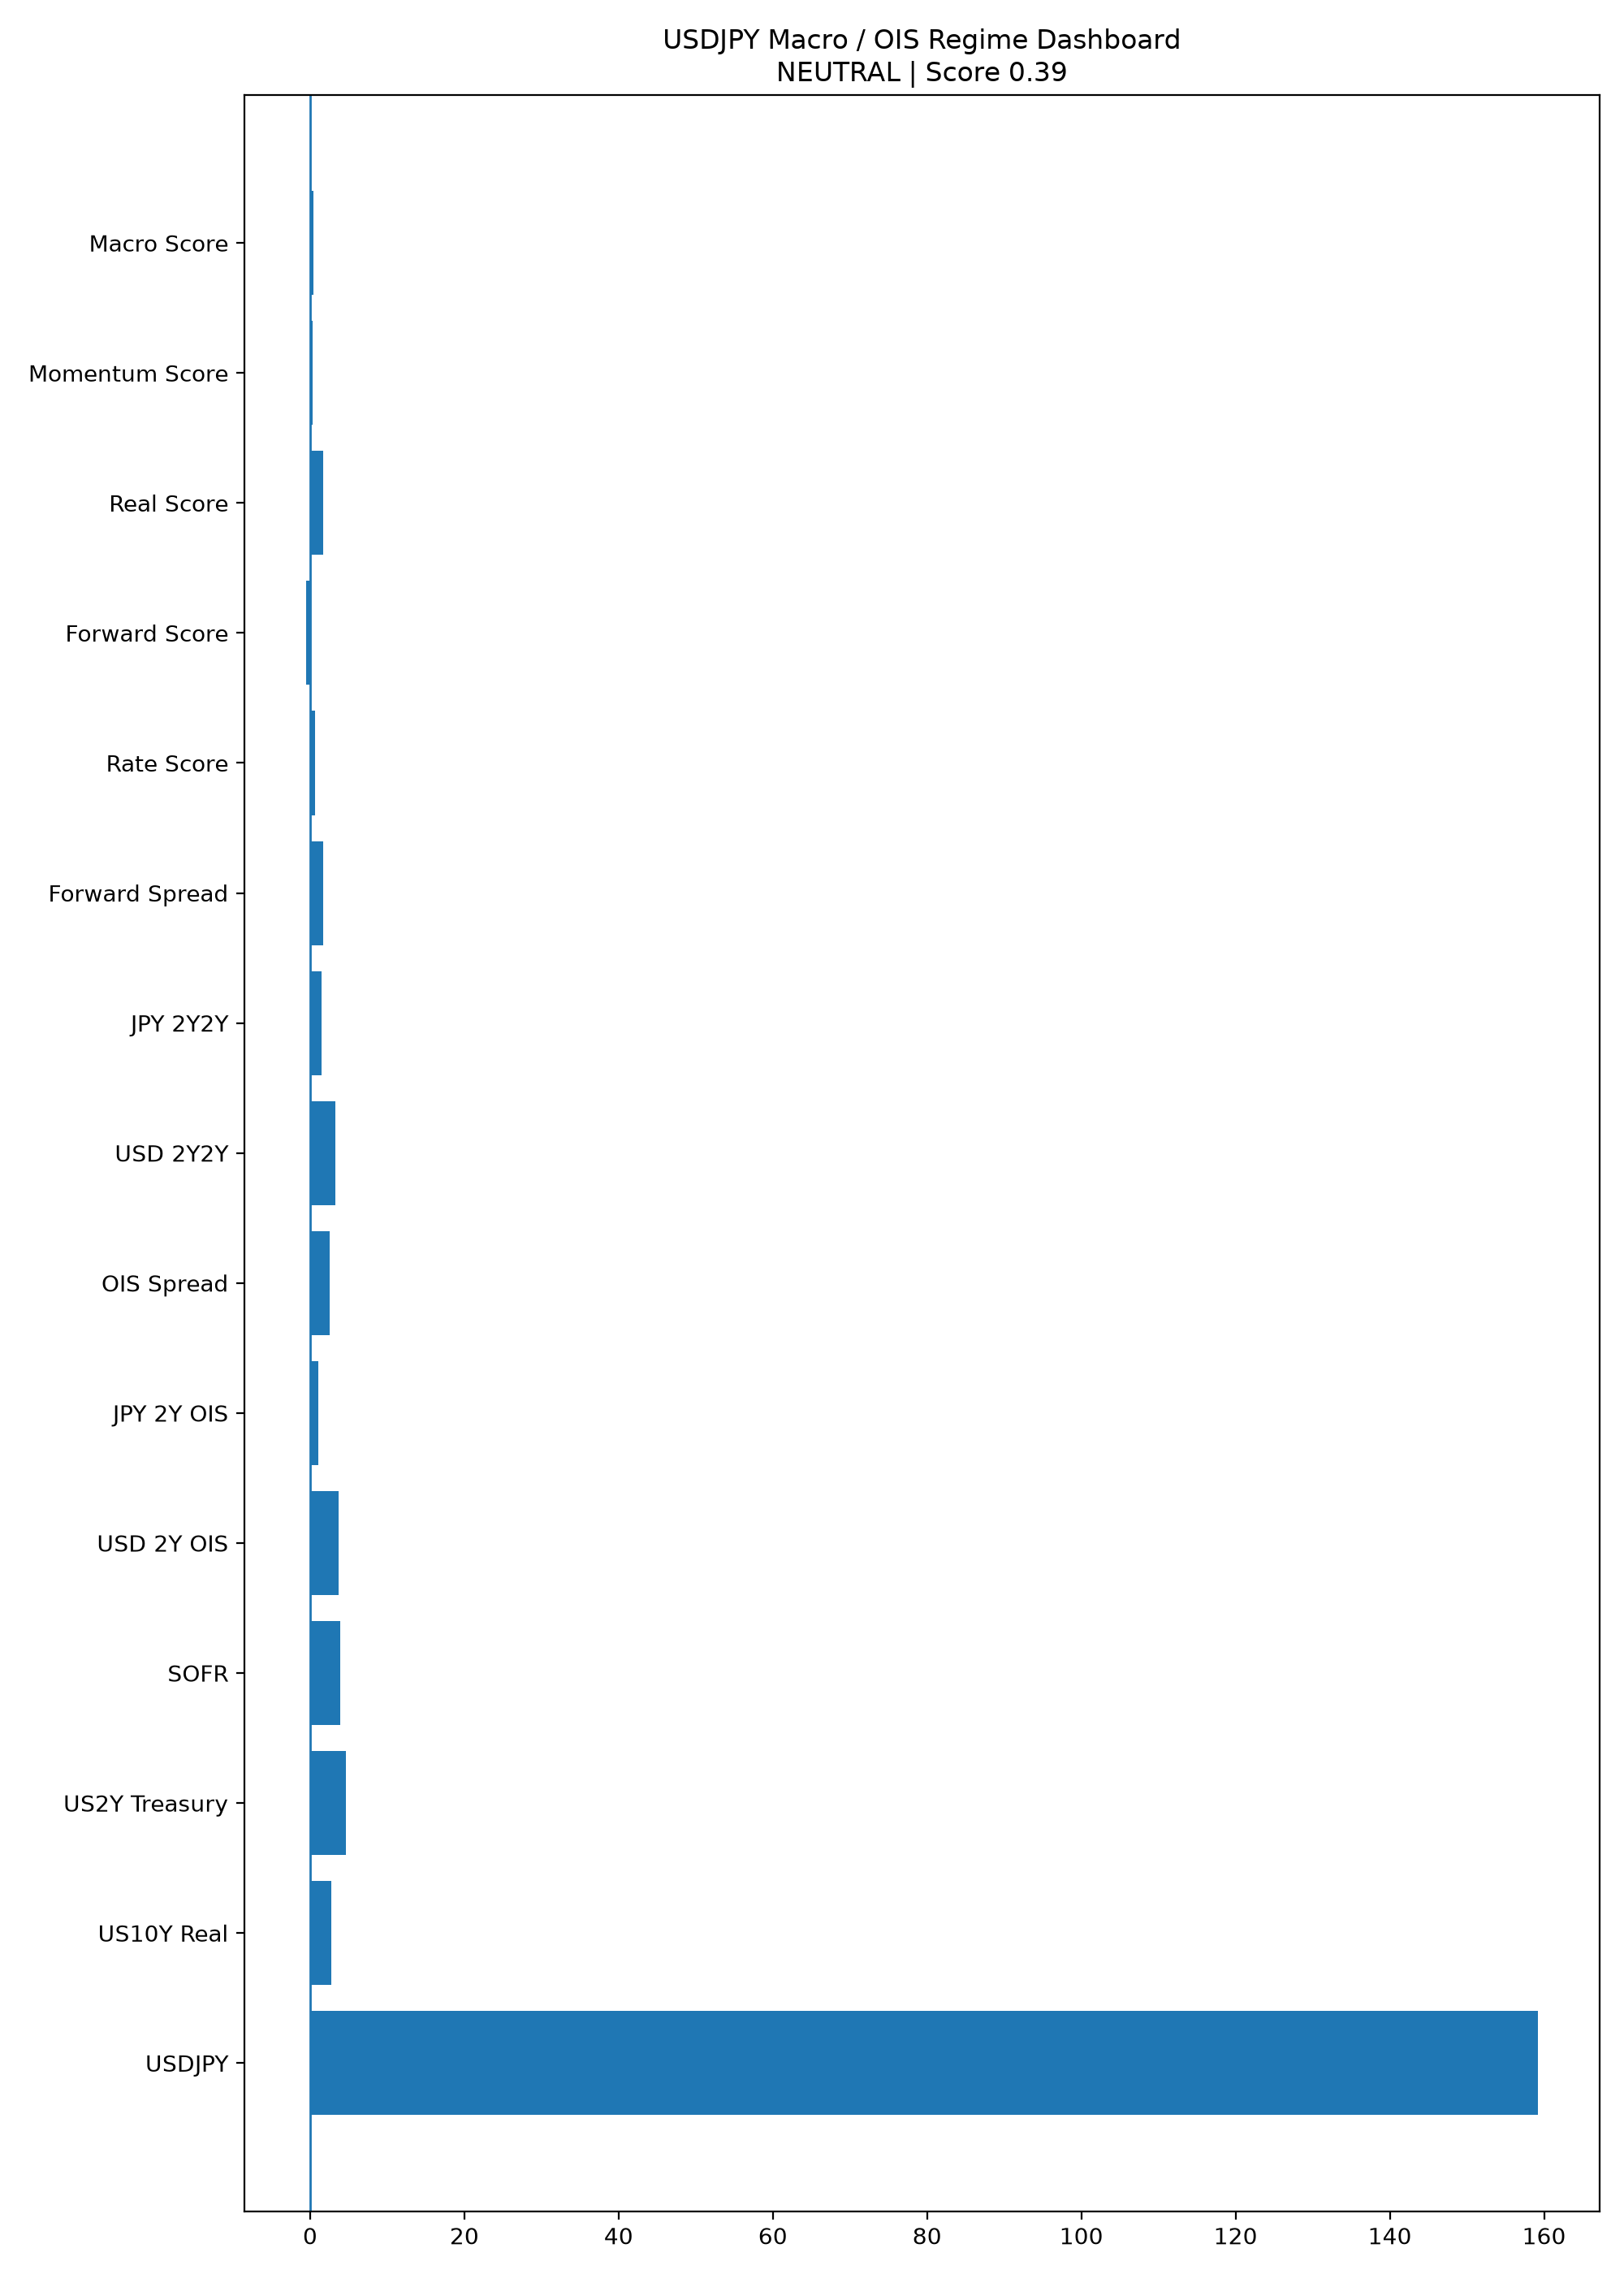 USDJPY Macro / OIS Regime Dashboard
NEUTRAL | Score 0.39
Macro Score
Momentum Score
Real Score
Forward Score
Rate Score
Forward Spread
JPY 2Y2Y
USD 2Y2Y
OIS Spread
JPY 2Y OIS
USD 2Y OIS
SOFR
US2Y Treasury
US10Y Real
USDJPY
0 20 40 60 80 100 120 140 160